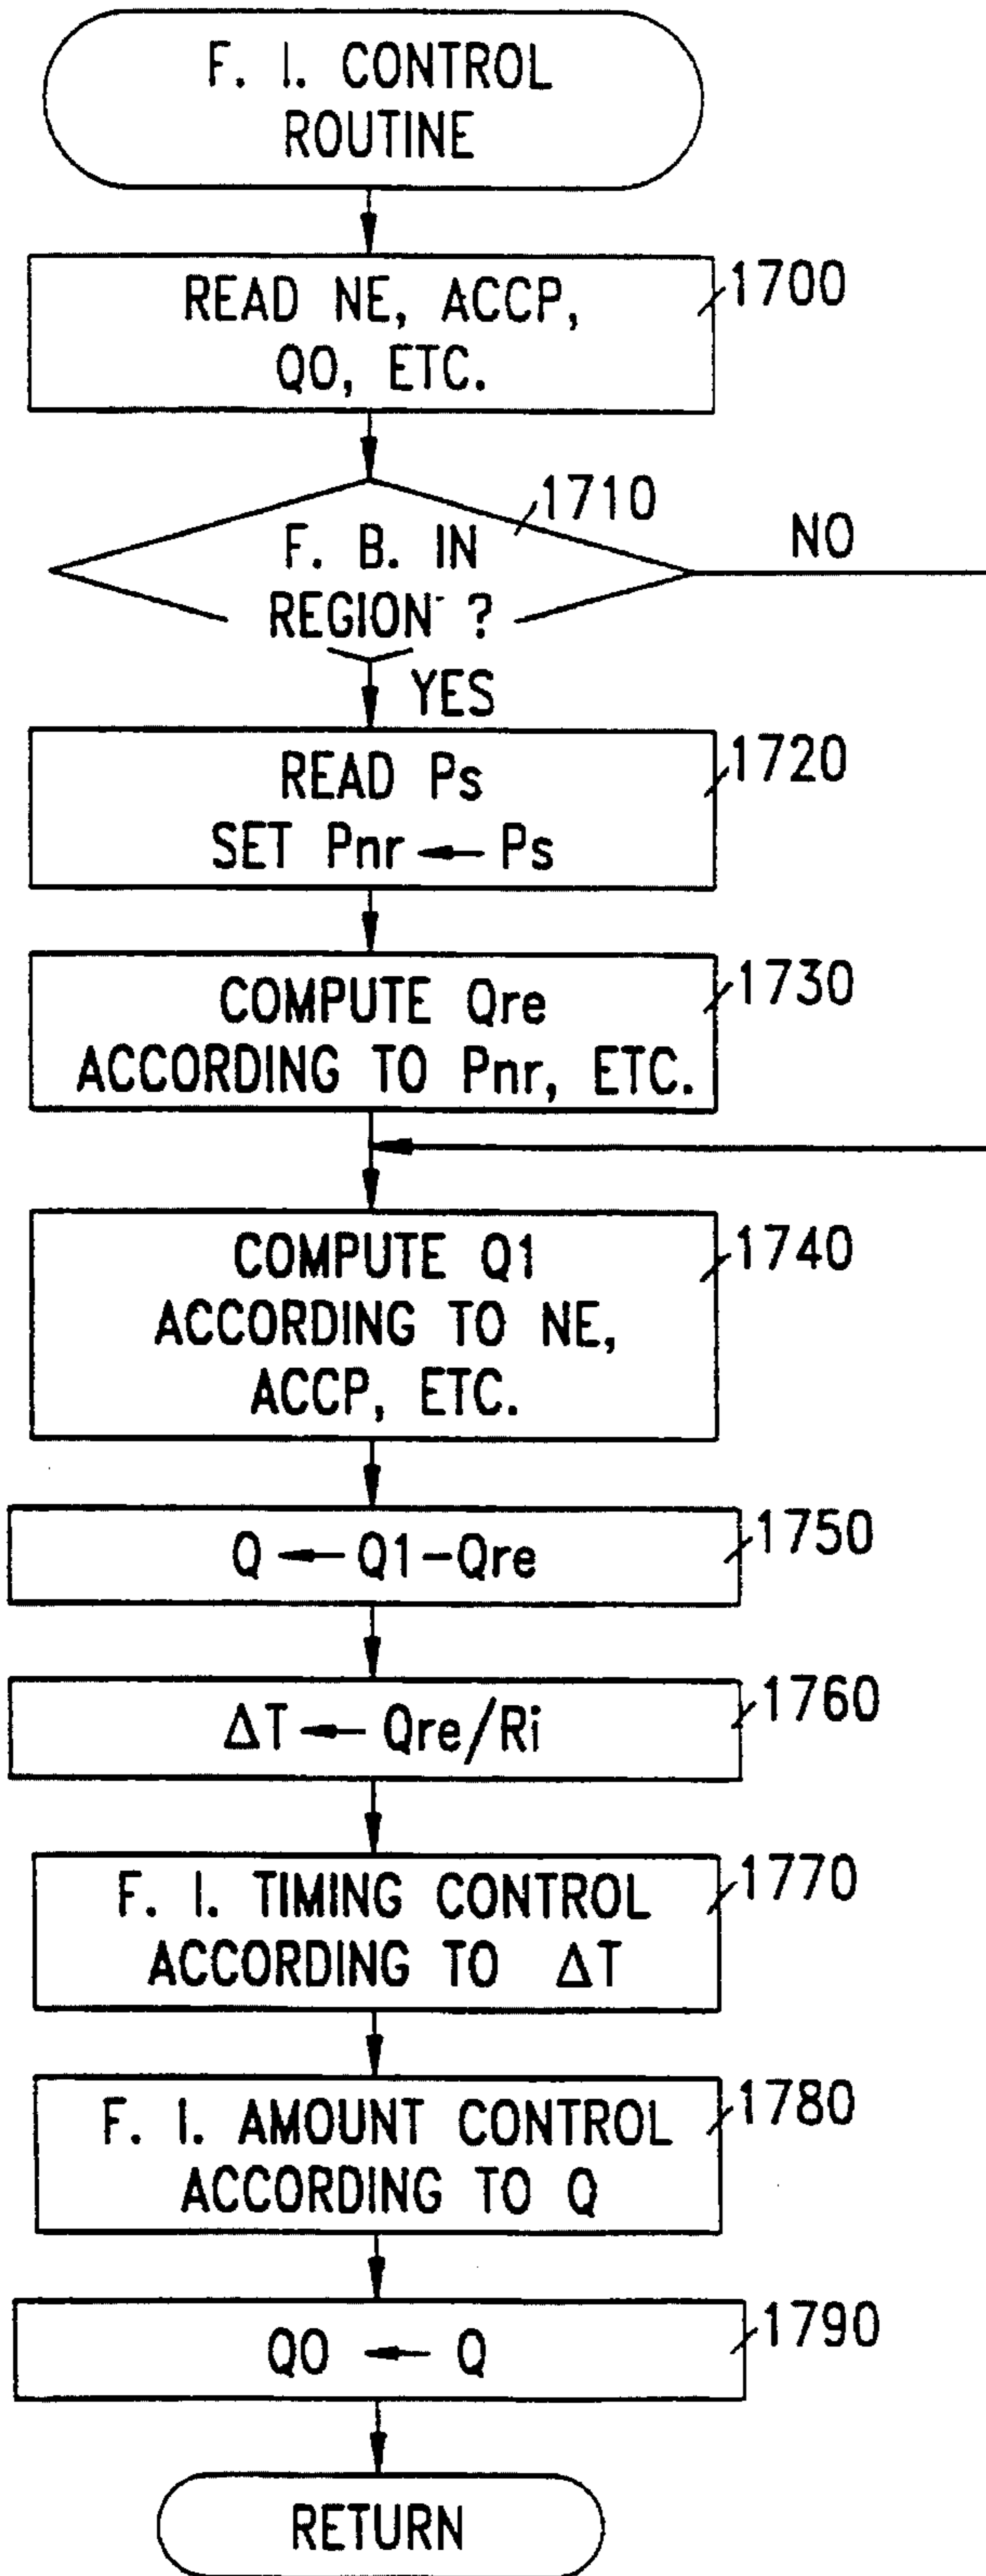 F. I. CONTROL
ROUTINE
READ NE, ACCP,
Q0, ETC.
1700
F. B. IN
REGION ?
1710
NO
YES
READ Ps
SET Pnr ← Ps
1720
COMPUTE Qre
ACCORDING TO Pnr, ETC.
1730
COMPUTE Q1
ACCORDING TO NE,
ACCP, ETC.
1740
Q ← Q1-Qre
1750
ΔT ← Qre/Ri
1760
F. I. TIMING CONTROL
ACCORDING TO ΔT
1770
F. I. AMOUNT CONTROL
ACCORDING TO Q
1780
Q0 ← Q
1790
RETURN